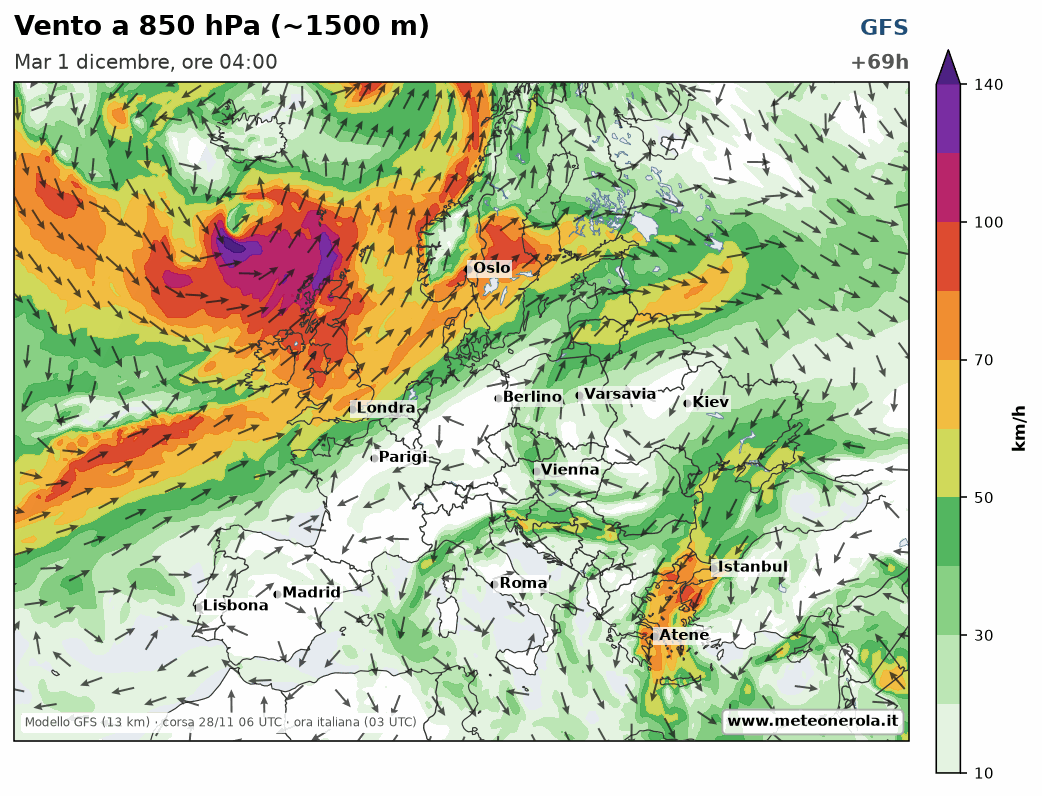 Vento a 850 hPa (~1500 m)
GFS
Mar 1 dicembre, ore 04:00
+69h
140
100
70
50
30
10
km/h
Oslo
Londra
Berlino
Varsavia
Kiev
Parigi
Vienna
Istanbul
Roma
Madrid
Lisbona
Atene
Modello GFS (13 km) · corsa 28/11 06 UTC · ora italiana (03 UTC)
www.meteonerola.it